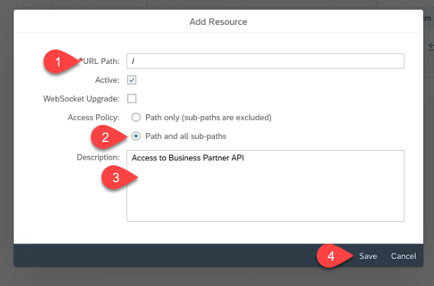 Add Resource
1
*URL Path:
/
Active:
WebSocket Upgrade:
Access Policy:
Path only (sub-paths are excluded)
2
Path and all sub-paths
Description:
Access to Business Partner API
3
4
Save
Cancel